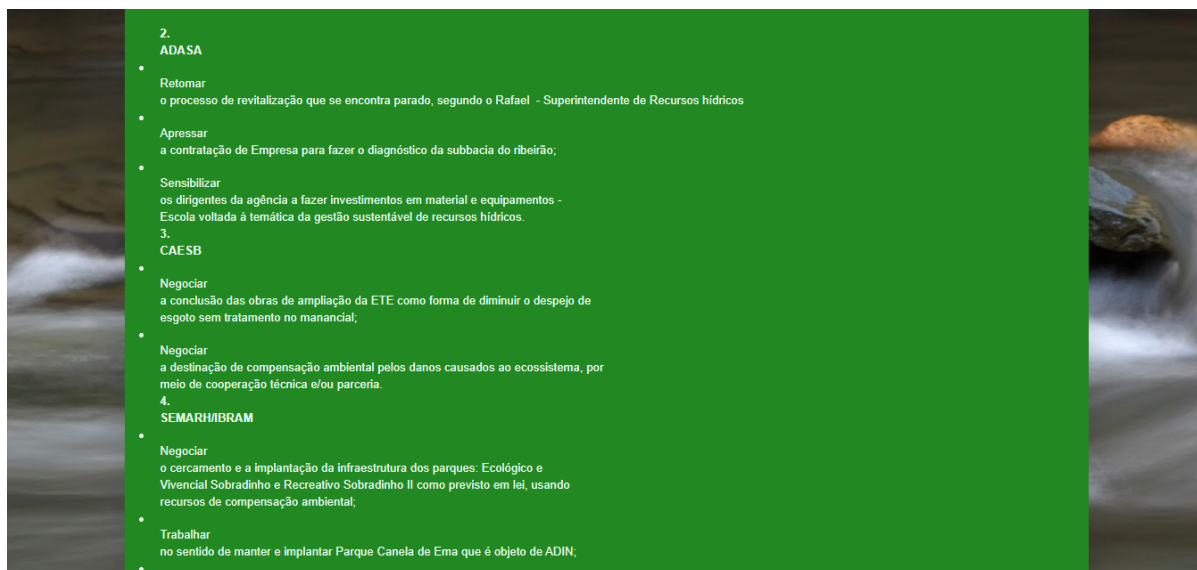 2.
ADASA
•
Retomar
o processo de revitalização que se encontra parado, segundo o Rafael - Superintendente de Recursos hídricos
•
Apressar
a contratação de Empresa para fazer o diagnóstico da subbacia do ribeirão;
•
Sensibilizar
os dirigentes da agência a fazer investimentos em material e equipamentos -
Escola voltada à temática da gestão sustentável de recursos hídricos.
3.
CAESB
•
Negociar
a conclusão das obras de ampliação da ETE como forma de diminuir o despejo de
esgoto sem tratamento no manancial;
•
Negociar
a destinação de compensação ambiental pelos danos causados ao ecossistema, por
meio de cooperação técnica e/ou parceria.
4.
SEMARH/IBRAM
•
Negociar
o cercamento e a implantação da infraestrutura dos parques: Ecológico e
Vivencial Sobradinho e Recreativo Sobradinho II como previsto em lei, usando
recursos de compensação ambiental;
•
Trabalhar
no sentido de manter e implantar Parque Canela de Ema que é objeto de ADIN;
•